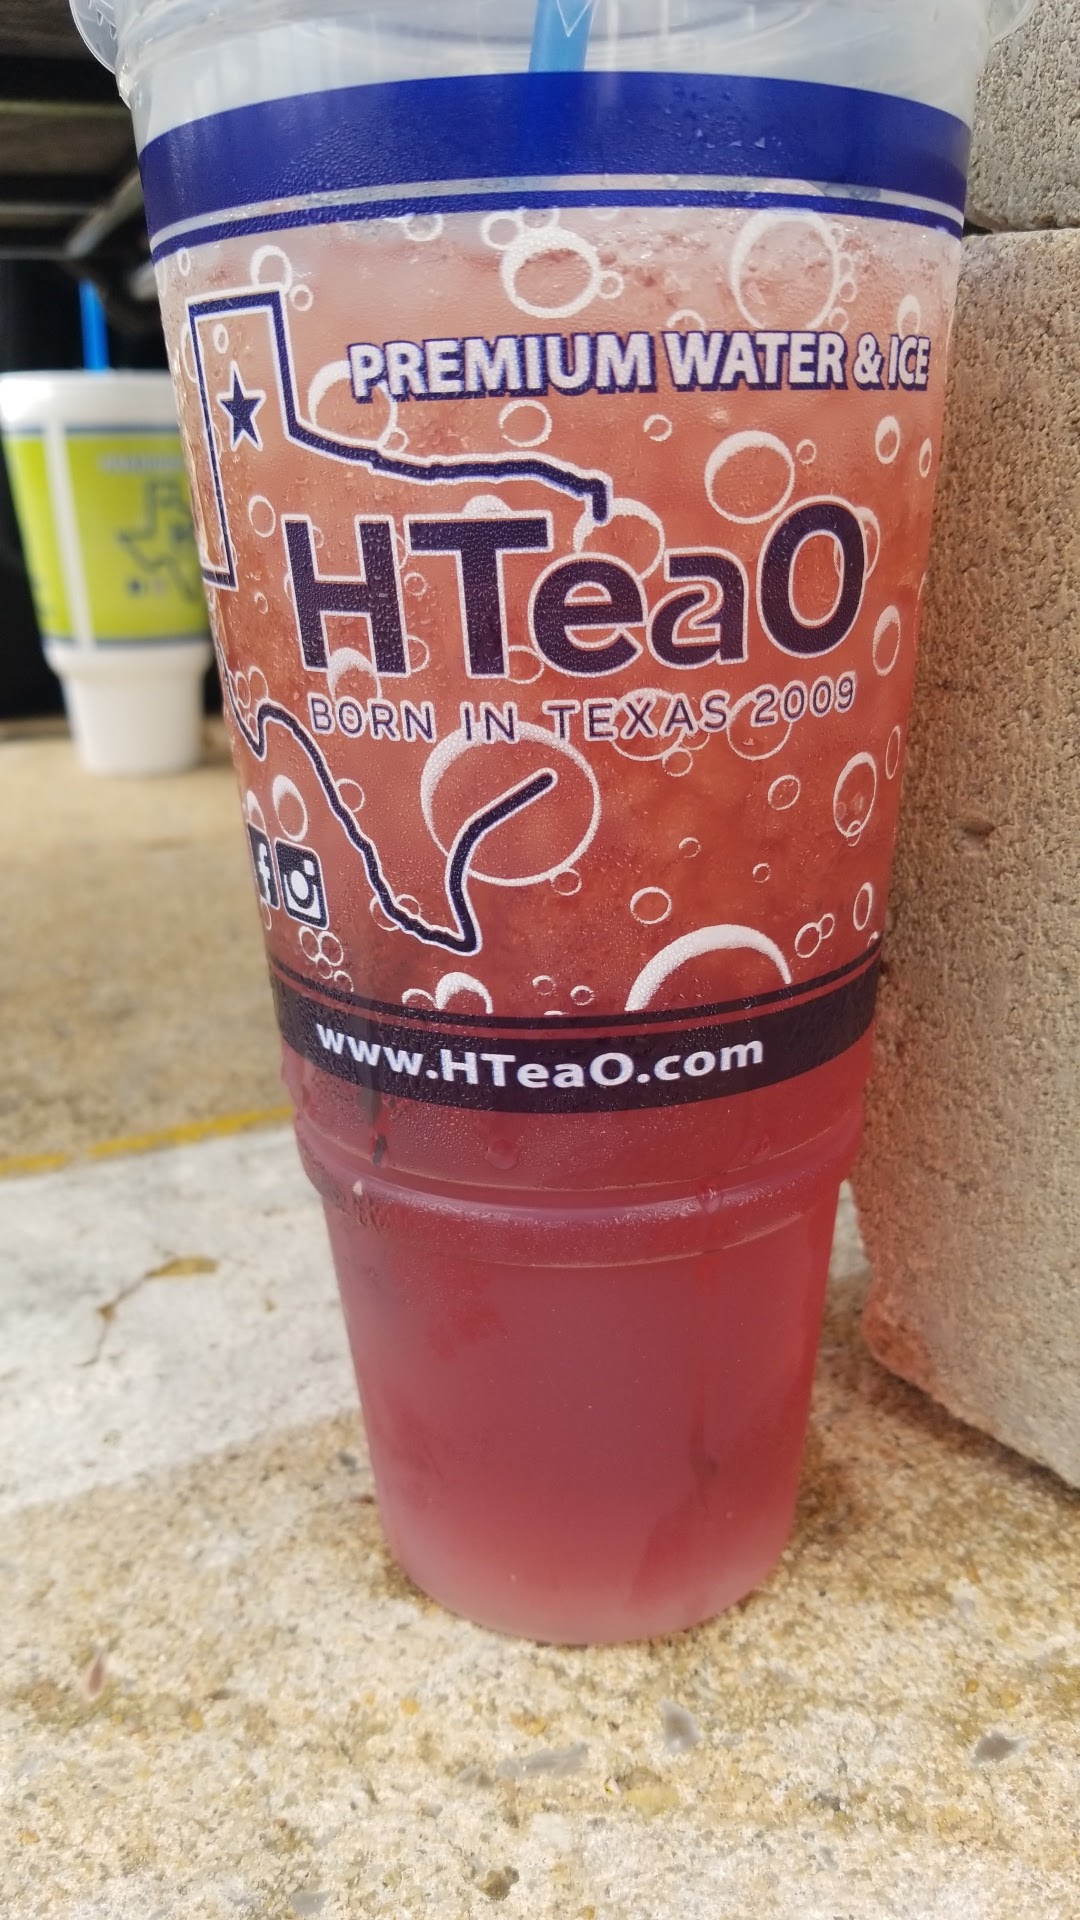 PREMIUM WATER & ICE
HTeaO
BORN IN TEXAS 2009
f
www.HTeaO.com